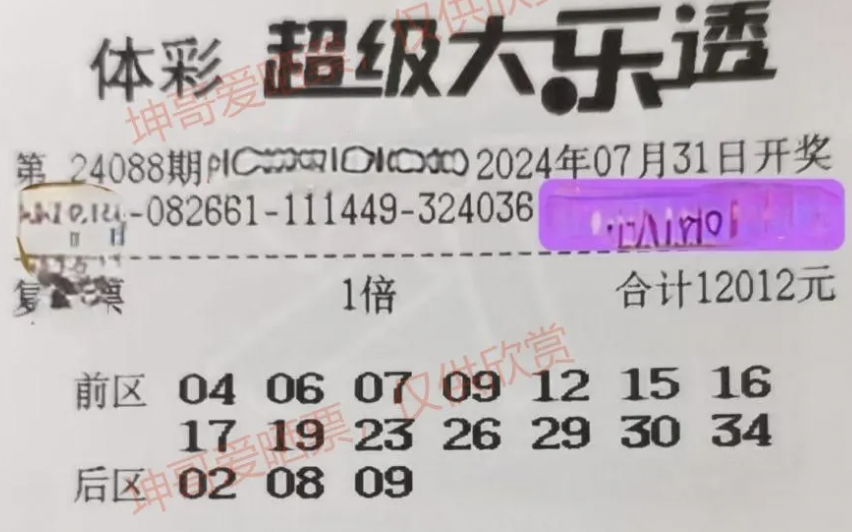 体彩 超级大乐透
坤哥爱晒票，仅供欣赏
第 24088期 2024年07月31日开奖
-082661-111449-324036
复 票 1倍 合计12012元
前区 04 06 07 09 12 15 16
17 19 23 26 29 30 34
后区 02 08 09
坤哥爱晒票，仅供欣赏